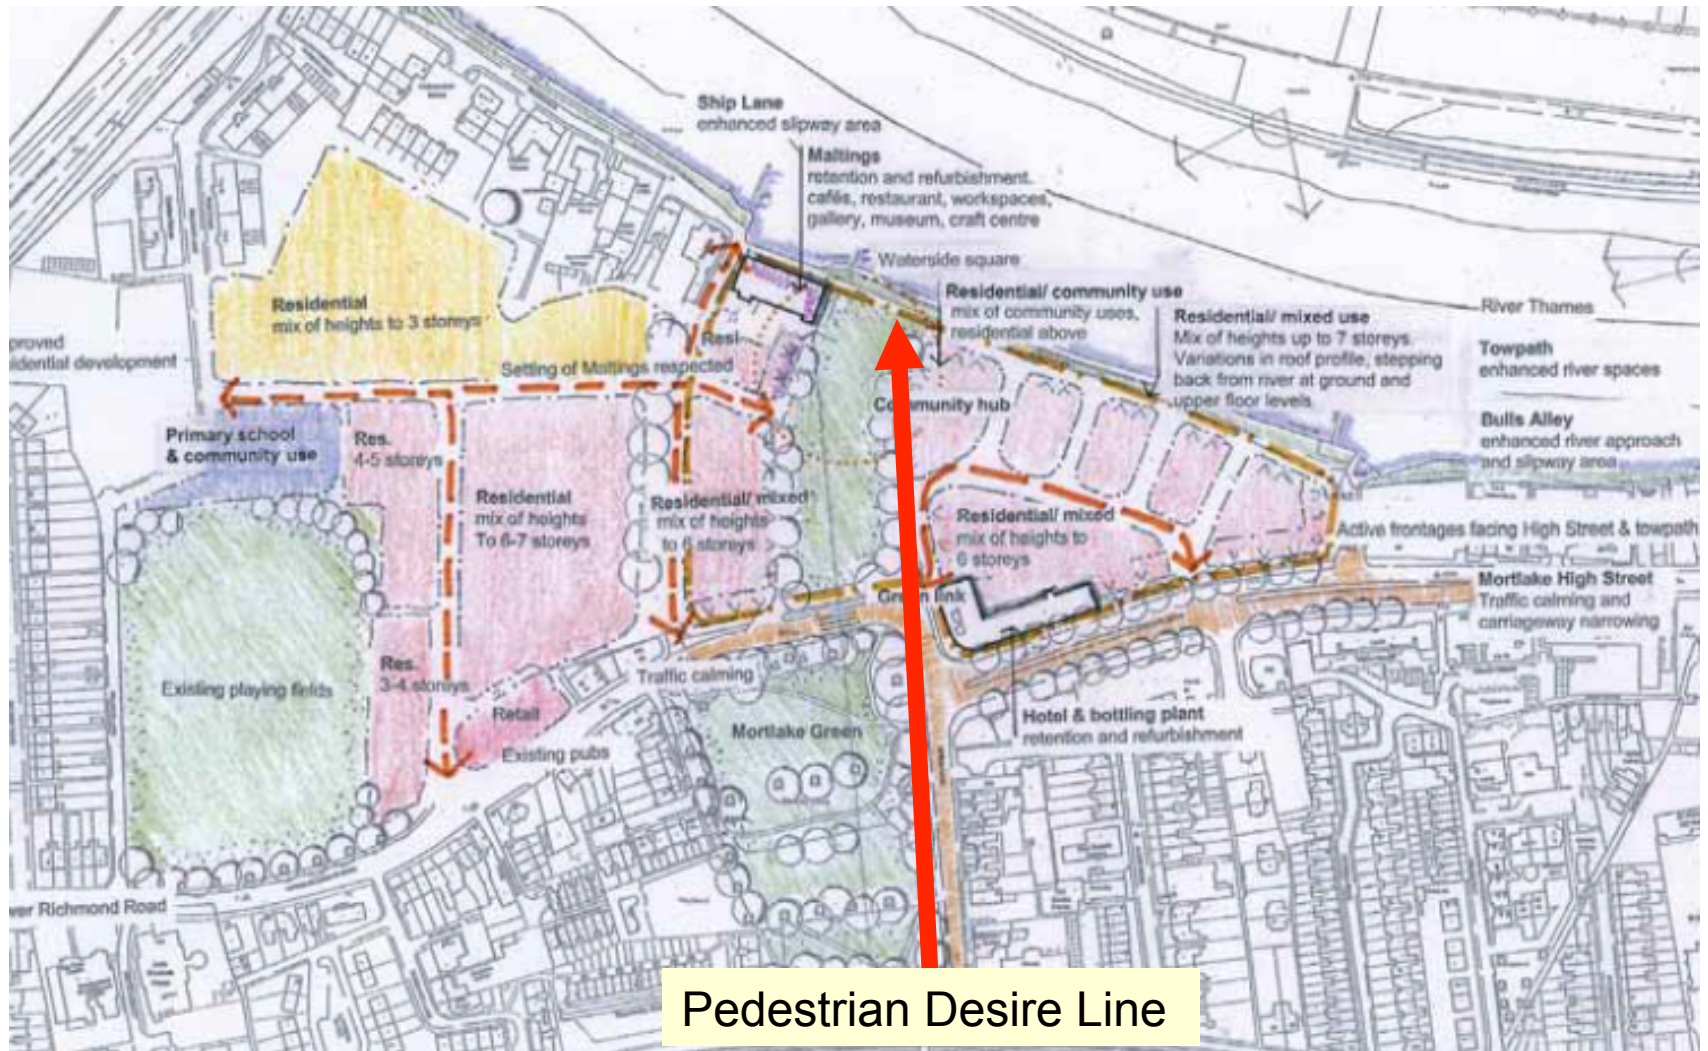 Ship Lane
enhanced slipway area
Maltings
retention and refurbishment.
cafés, restaurant, workspaces,
gallery, museum, craft centre
Waterside square
Residential/ community use
mix of community uses,
residential above
Residential/ mixed use
Mix of heights up to 7 storeys.
Variations in roof profile, stepping
back from river at ground and
upper floor levels
River Thames
Towpath
enhanced river spaces
Bulls Alley
enhanced river approach
and slipway area
Residential
mix of heights to 3 storeys
proved
idential development
Resi
Setting of Maltings respected
Community hub
Primary school
& community use
Res.
4-5 storeys
Residential
mix of heights
To 6-7 storeys
Residential/ mixed
mix of heights
to 6 storeys
Residential/ mixed
mix of heights to
6 storeys
Active frontages facing High Street & towpath
Mortlake High Street
Traffic calming and
carriageway narrowing
Green link
Existing playing fields
Res.
3-4 storeys
Retail
Existing pubs
Traffic calming
Mortlake Green
Hotel & bottling plant
retention and refurbishment
wer Richmond Road
Pedestrian Desire Line